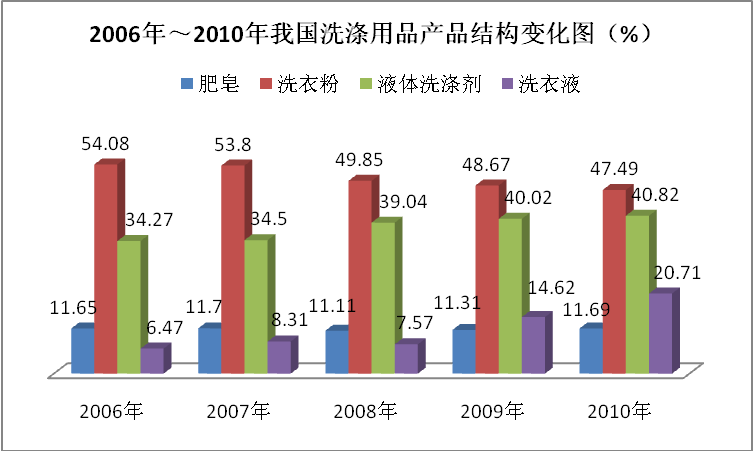 2006年～2010年我国洗涤用品产品结构变化图（%）
肥皂 洗衣粉 液体洗涤剂 洗衣液
54.08 53.8 49.85 48.67 47.49
34.27 34.5 39.04 40.02 40.82
11.65 11.7 11.11 11.31 11.69
6.47 8.31 7.57 14.62 20.71
2006年 2007年 2008年 2009年 2010年